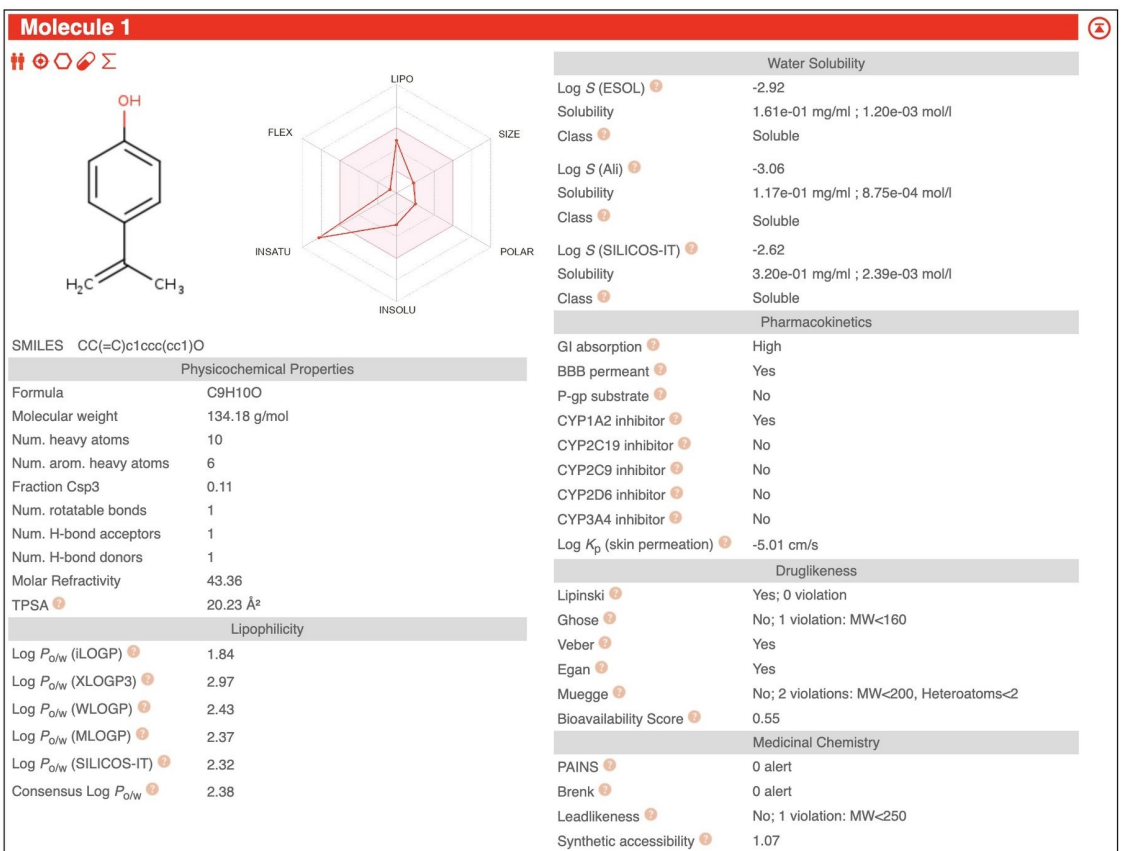 Molecule 1
OH
H₂C
CH₃
LIPO
FLEX
SIZE
INSATU
POLAR
INSOLU
SMILES CC(=C)c1ccc(cc1)O
Physicochemical Properties
Formula C9H10O
Molecular weight 134.18 g/mol
Num. heavy atoms 10
Num. arom. heavy atoms 6
Fraction Csp3 0.11
Num. rotatable bonds 1
Num. H-bond acceptors 1
Num. H-bond donors 1
Molar Refractivity 43.36
TPSA ? 20.23 Å²
Lipophilicity
Log Po/w (iLOGP) ? 1.84
Log Po/w (XLOGP3) ? 2.97
Log Po/w (WLOGP) ? 2.43
Log Po/w (MLOGP) ? 2.37
Log Po/w (SILICOS-IT) ? 2.32
Consensus Log Po/w ? 2.38
Water Solubility
Log S (ESOL) ? -2.92
Solubility 1.61e-01 mg/ml ; 1.20e-03 mol/l
Class ? Soluble
Log S (Ali) ? -3.06
Solubility 1.17e-01 mg/ml ; 8.75e-04 mol/l
Class ? Soluble
Log S (SILICOS-IT) ? -2.62
Solubility 3.20e-01 mg/ml ; 2.39e-03 mol/l
Class ? Soluble
Pharmacokinetics
GI absorption ? High
BBB permeant ? Yes
P-gp substrate ? No
CYP1A2 inhibitor ? Yes
CYP2C19 inhibitor ? No
CYP2C9 inhibitor ? No
CYP2D6 inhibitor ? No
CYP3A4 inhibitor ? No
Log Kp (skin permeation) ? -5.01 cm/s
Druglikeness
Lipinski ? Yes; 0 violation
Ghose ? No; 1 violation: MW<160
Veber ? Yes
Egan ? Yes
Muegge ? No; 2 violations: MW<200, Heteroatoms<2
Bioavailability Score ? 0.55
Medicinal Chemistry
PAINS ? 0 alert
Brenk ? 0 alert
Leadlikeness ? No; 1 violation: MW<250
Synthetic accessibility ? 1.07